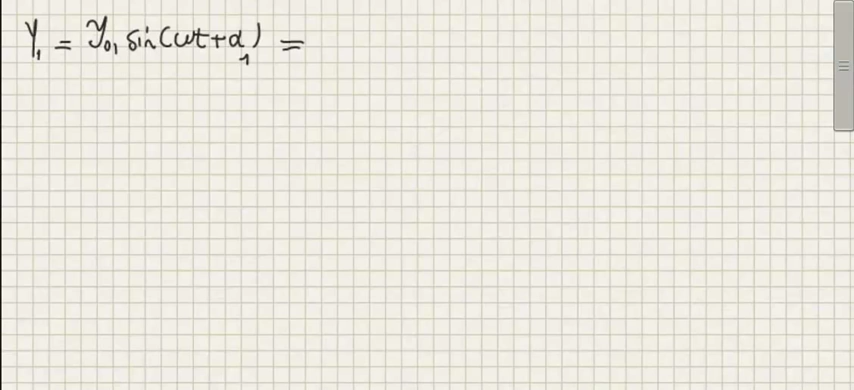 Y₁ = Y₀₁ sin(ωt+α₁) =